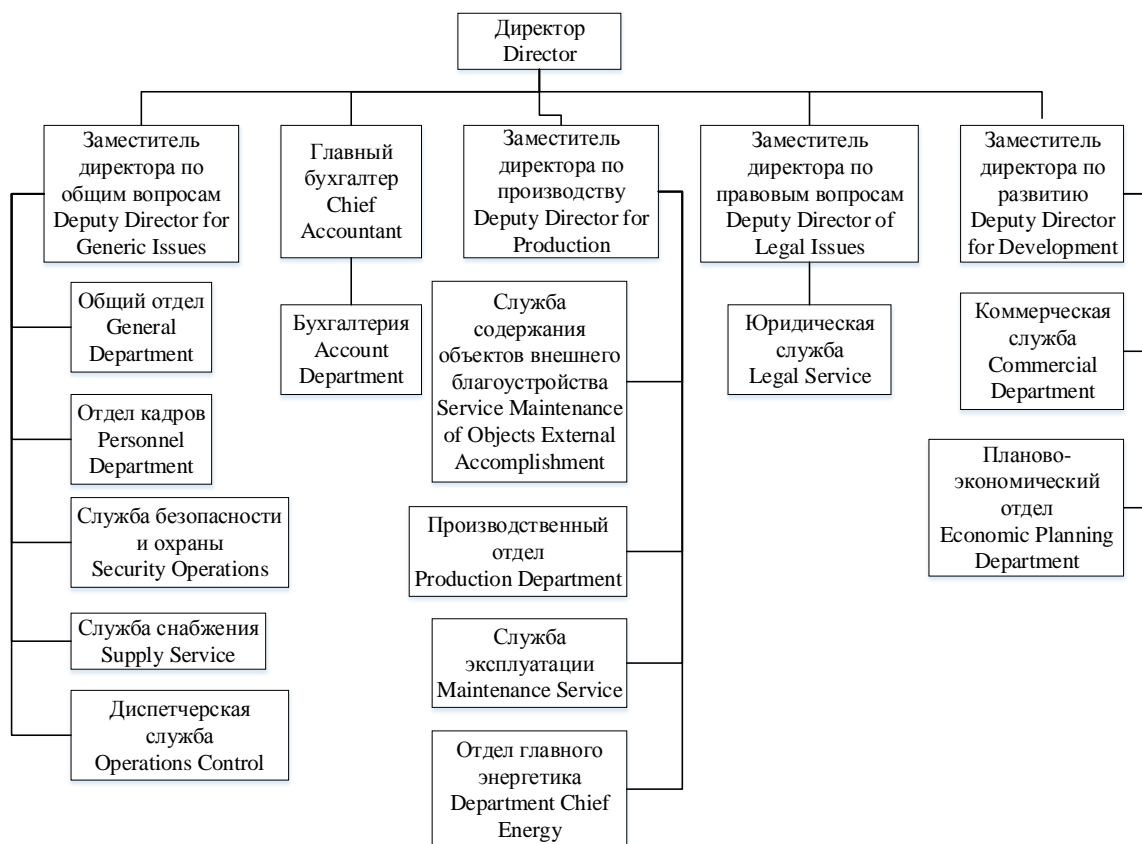 Директор
Director
Заместитель
директора по
общим вопросам
Deputy Director for
Generic Issues
Главный
бухгалтер
Chief
Accountant
Заместитель
директора по
производству
Deputy Director for
Production
Заместитель
директора по
правовым вопросам
Deputy Director of
Legal Issues
Заместитель
директора по
развитию
Deputy Director
for Development
Общий отдел
General
Department
Отдел кадров
Personnel
Department
Служба безопасности
и охраны
Security Operations
Служба снабжения
Supply Service
Диспетчерская
служба
Operations Control
Бухгалтерия
Account
Department
Служба
содержания
объектов внешнего
благоустройства
Service Maintenance
of Objects External
Accomplishment
Производственный
отдел
Production Department
Служба
эксплуатации
Maintenance Service
Отдел главного
энергетика
Department Chief
Energy
Юридическая
служба
Legal Service
Коммерческая
служба
Commercial
Department
Планово-
экономический
отдел
Economic Planning
Department